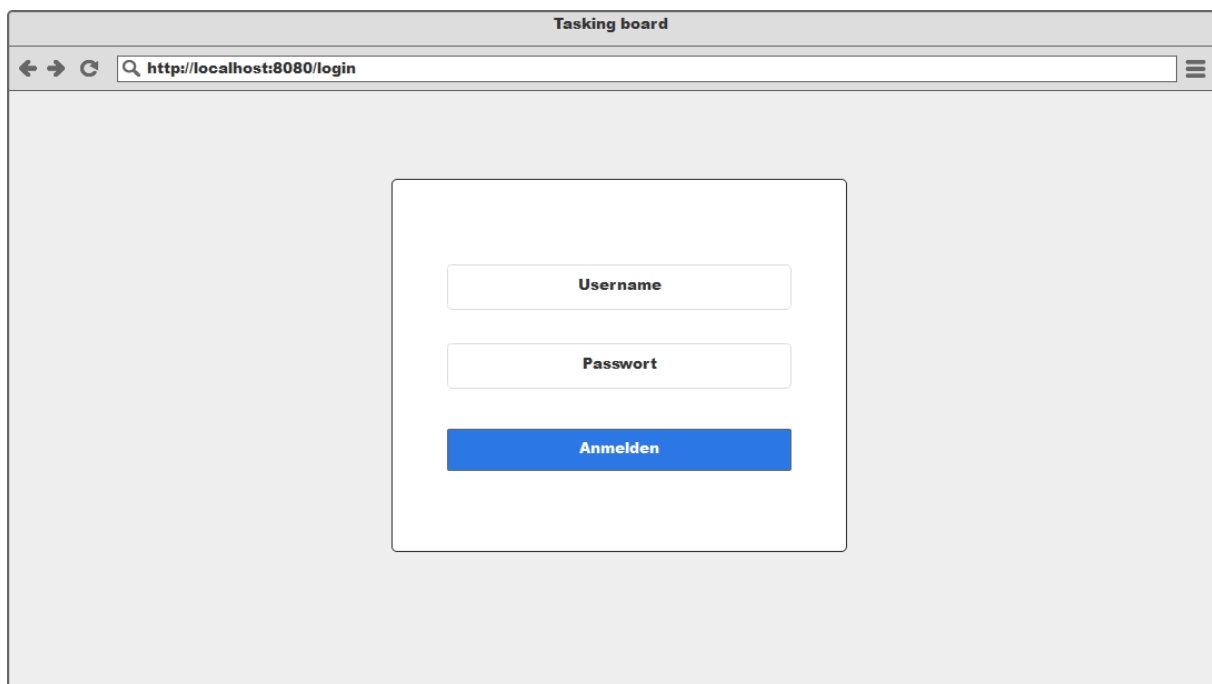 Tasking board
http://localhost:8080/login
Username
Passwort
Anmelden